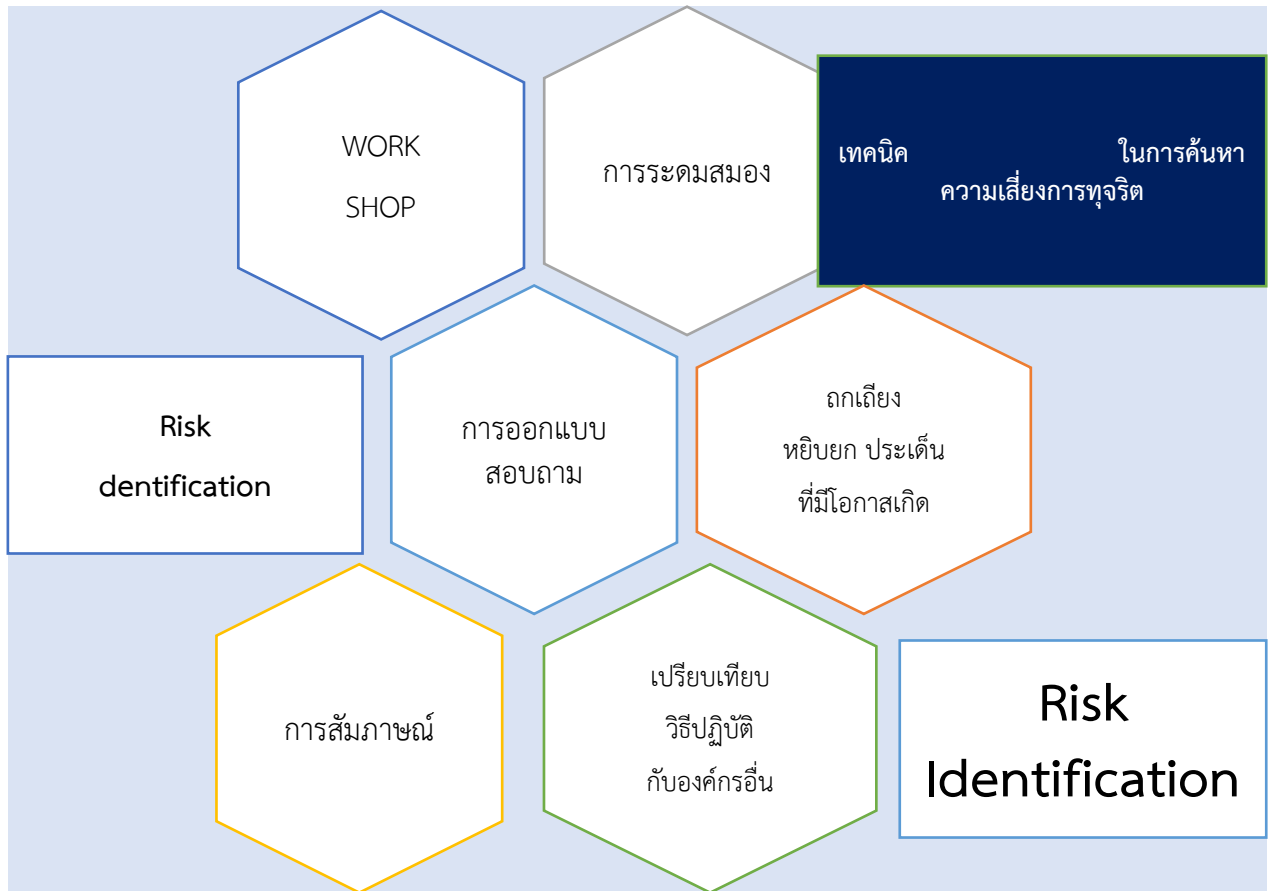 WORK
SHOP
การระดมสมอง
เทคนิค ในการค้นหา
ความเสี่ยงการทุจริต
Risk
dentification
การออกแบบ
สอบถาม
ถกเถียง
หยิบยก ประเด็น
ที่มีโอกาสเกิด
การสัมภาษณ์
เปรียบเทียบ
วิธีปฏิบัติ
กับองค์กรอื่น
Risk
Identification